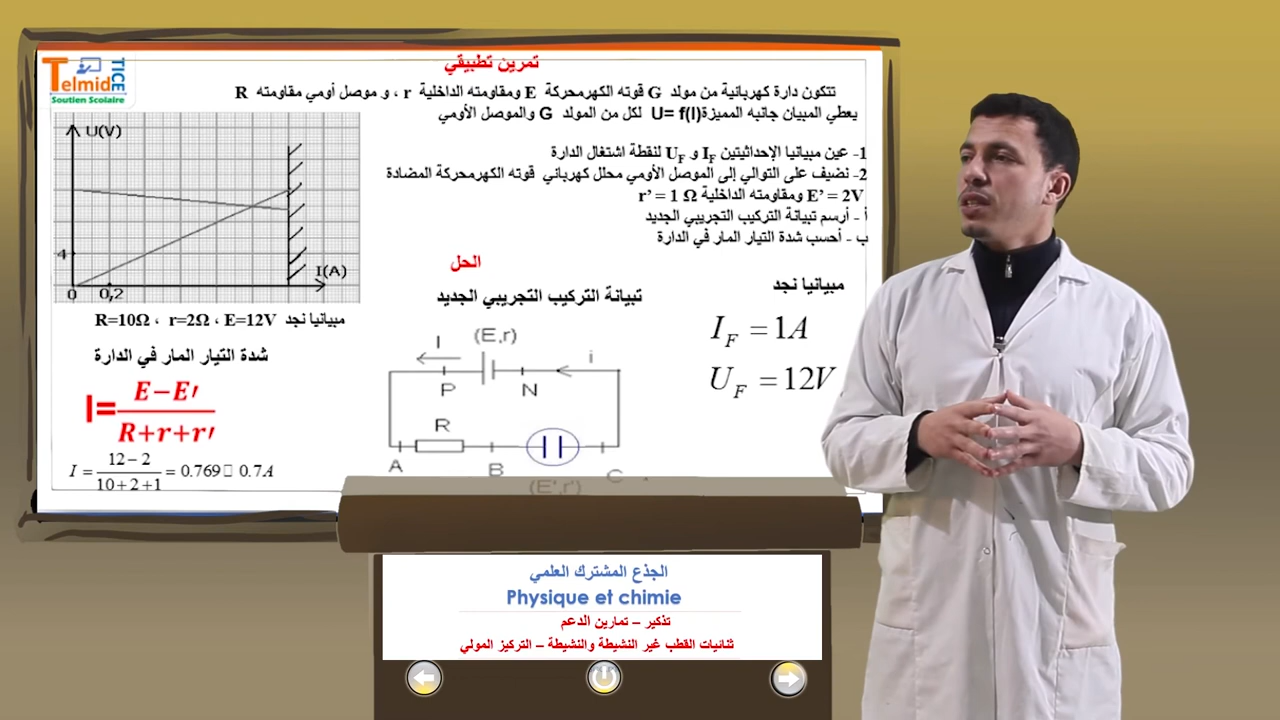 Telmid TICE
Soutien Scolaire
تمرين تطبيقي
تتكون دارة كهربائية من مولد G قوته الكهرمحركة E ومقاومته الداخلية r ، و موصل أومي مقاومته R
يعطي المبيان جانبه المميزة U= f(I) لكل من المولد G والموصل الأومي
1- عين مبيانيا الإحداثيتين IF و UF لنقطة اشتغال الدارة
2- نضيف على التوالي إلى الموصل الأومي محلل كهربائي قوته الكهرمحركة المضادة
E' = 2V ومقاومته الداخلية r' = 1 Ω
أ - أرسم تبيانة التركيب التجريبي الجديد
ب - أحسب شدة التيار المار في الدارة
U(V)
4
I(A)
0 0,2
الحل
مبيانيا نجد
IF = 1A
UF = 12V
تبيانة التركيب التجريبي الجديد
(E,r)
I i
P N
R
A B C
(E',r')
مبيانيا نجد R=10Ω ، r=2Ω ، E=12V
شدة التيار المار في الدارة
I= E−E′ / R+r+r′
I = 12 − 2 / 10 + 2 + 1 = 0.769▯ 0.7A
الجذع المشترك العلمي
Physique et chimie
تذكير – تمارين الدعم
ثنائيات القطب غير النشيطة والنشيطة – التركيز المولي